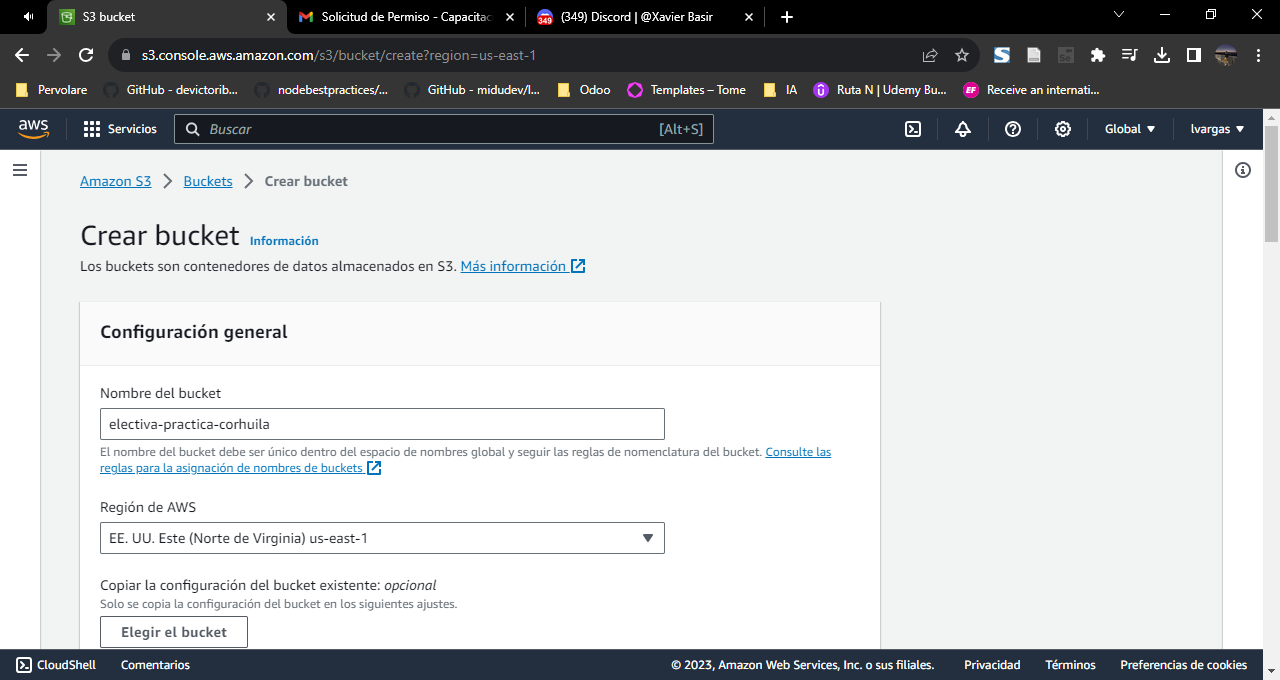 S3 bucket
Solicitud de Permiso - Capacitac
349
(349) Discord | @Xavier Basir
s3.console.aws.amazon.com/s3/bucket/create?region=us-east-1
Pervolare
GitHub - devictorib...
nodebestpractices/...
GitHub - midudev/l...
Odoo
Templates – Tome
IA
Ruta N | Udemy Bu...
EF
Receive an internati...
aws
Servicios
Buscar
[Alt+S]
Global
lvargas
Amazon S3
Buckets
Crear bucket
Crear bucket
Información
Los buckets son contenedores de datos almacenados en S3. Más información
Configuración general
Nombre del bucket
electiva-practica-corhuila
El nombre del bucket debe ser único dentro del espacio de nombres global y seguir las reglas de nomenclatura del bucket. Consulte las
reglas para la asignación de nombres de buckets
Región de AWS
EE. UU. Este (Norte de Virginia) us-east-1
Copiar la configuración del bucket existente: opcional
Solo se copia la configuración del bucket en los siguientes ajustes.
Elegir el bucket
CloudShell
Comentarios
© 2023, Amazon Web Services, Inc. o sus filiales.
Privacidad
Términos
Preferencias de cookies